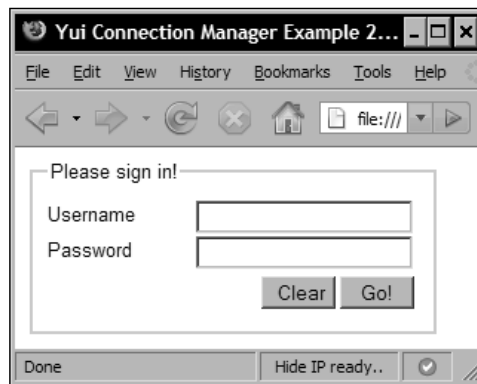 Yui Connection Manager Example 2...
File Edit View History Bookmarks Tools Help
file:///
Please sign in!
Username
Password
Clear Go!
Done Hide IP ready..